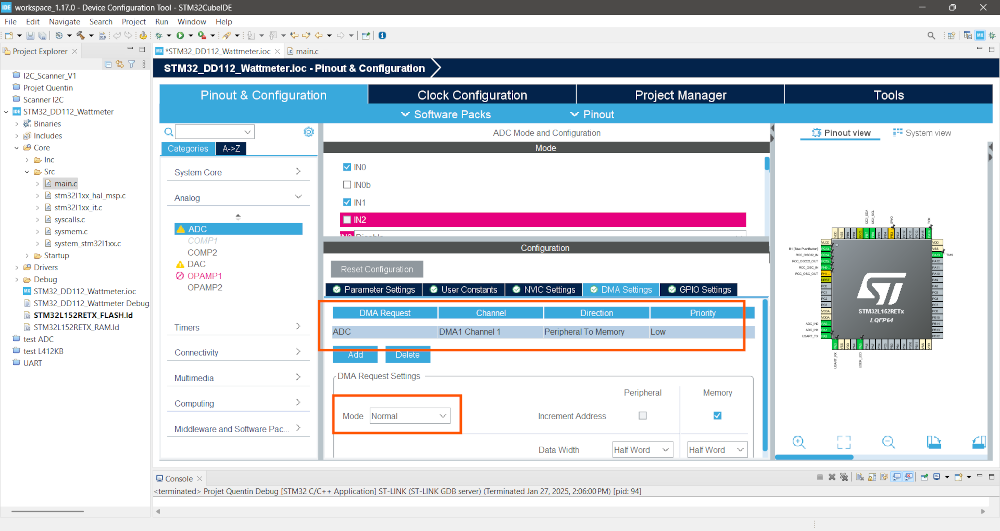 workspace_1.17.0 - Device Configuration Tool - STM32CubeIDE
File Edit Navigate Search Project Run Window Help
Project Explorer
*STM32_DD112_Wattmeter.ioc
main.c
I2C_Scanner_V1
Projet Quentin
Scanner I2C
STM32_DD112_Wattmeter
Binaries
Includes
Core
Inc
Src
main.c
stm32l1xx_hal_msp.c
stm32l1xx_it.c
syscalls.c
sysmem.c
system_stm32l1xx.c
Startup
Drivers
Debug
STM32_DD112_Wattmeter.ioc
STM32_DD112_Wattmeter Debug
STM32L152RETX_FLASH.ld
STM32L152RETX_RAM.ld
test ADC
test L412KB
UART
STM32_DD112_Wattmeter.ioc - Pinout & Configuration
Pinout & Configuration
Clock Configuration
Project Manager
Tools
Software Packs
Pinout
Categories
A->Z
System Core
Analog
ADC
COMP1
COMP2
DAC
OPAMP1
OPAMP2
Timers
Connectivity
Multimedia
Computing
Middleware and Software Pac...
ADC Mode and Configuration
Mode
IN0
IN0b
IN1
IN2
Configuration
Reset Configuration
Parameter Settings
User Constants
NVIC Settings
DMA Settings
GPIO Settings
DMA Request Channel Direction Priority
ADC DMA1 Channel 1 Peripheral To Memory Low
Add
Delete
DMA Request Settings
Peripheral
Memory
Mode
Normal
Increment Address
Data Width
Half Word
Half Word
Pinout view
System view
STM32L152RETx
LQFP64
Console
<terminated> Projet Quentin Debug [STM32 C/C++ Application] ST-LINK (ST-LINK GDB server) (Terminated Jan 27, 2025, 2:06:00 PM) [pid: 94]